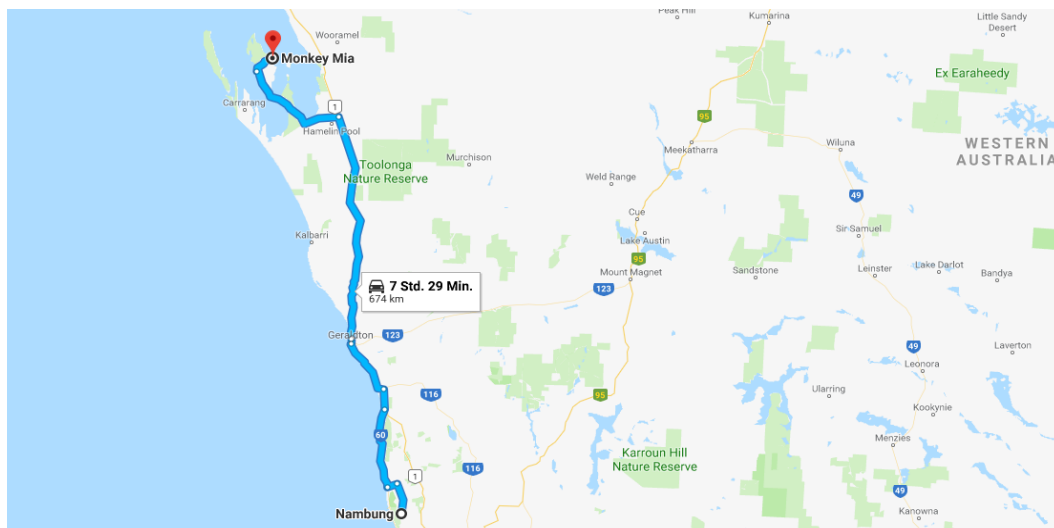 Peak Hill
Kumarina
Little Sandy
Desert
Wooramel
Monkey Mia
Ex Earaheedy
Carrarang
1
Hamelin Pool
95
Meekatharra
Wiluna
WESTERN
AUSTRALIA
Toolonga
Nature Reserve
Murchison
Weld Range
49
Cue
Lake Austin
Sir-Samuel
Kalbarri
95
Mount Magnet
Sandstone
Leinster
Lake Darlot
Bandya
7 Std. 29 Min.
674 km
123
Geraldton
123
49
Laverton
Leonora
116
95
Ularring
Kookynie
60
Menzies
Karroun Hill
Nature Reserve
116
1
49
Nambung
Kanowna